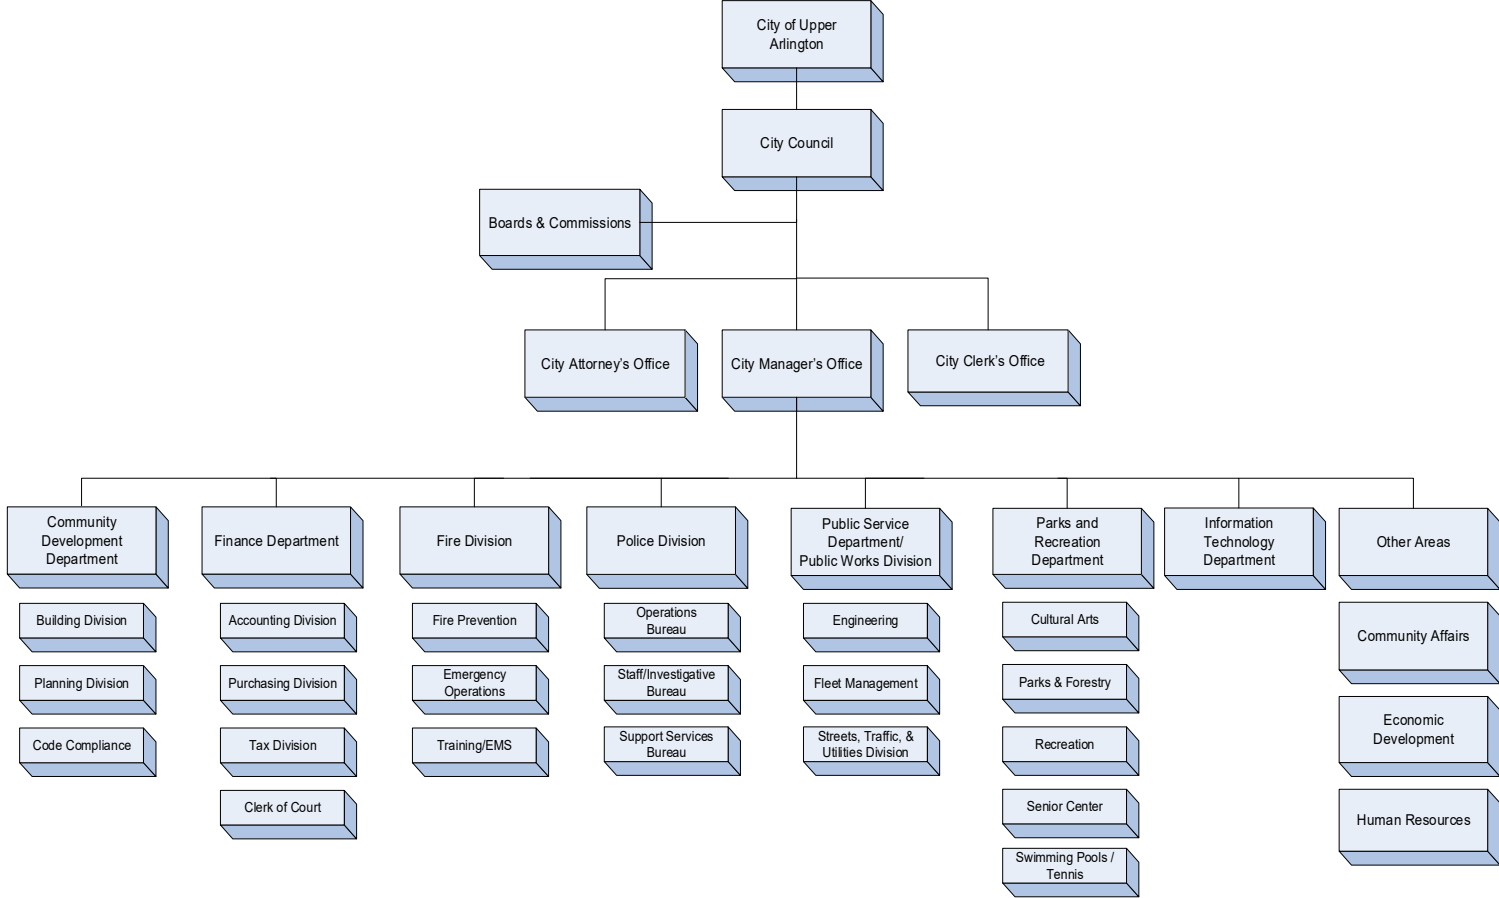 City of Upper
Arlington
City Council
Boards & Commissions
City Attorney’s Office
City Manager’s Office
City Clerk’s Office
Community
Development
Department
Finance Department
Fire Division
Police Division
Public Service
Department/
Public Works Division
Parks and
Recreation
Department
Information
Technology
Department
Other Areas
Building Division
Planning Division
Code Compliance
Accounting Division
Purchasing Division
Tax Division
Clerk of Court
Fire Prevention
Emergency
Operations
Training/EMS
Operations
Bureau
Staff/Investigative
Bureau
Support Services
Bureau
Engineering
Fleet Management
Streets, Traffic, &
Utilities Division
Cultural Arts
Parks & Forestry
Recreation
Senior Center
Swimming Pools /
Tennis
Community Affairs
Economic
Development
Human Resources